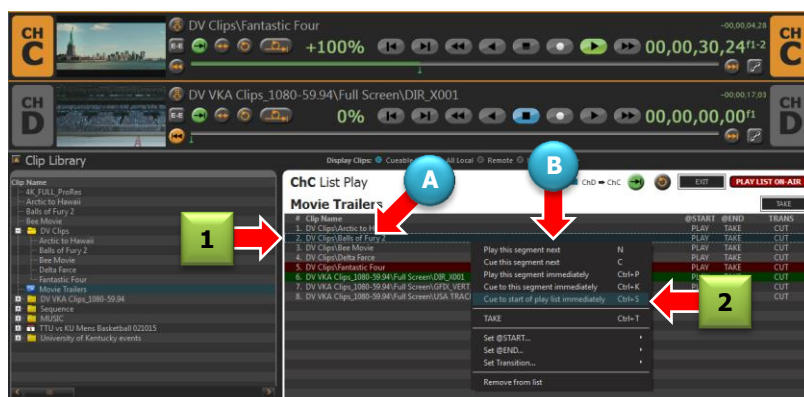 CH
C
DV Clips\Fantastic Four
-00,00,04,28
E-E
+100%
00,00,30,24f1-2
CH
C
CH
D
DV VKA Clips_1080-59.94\Full Screen\DIR_X001
-00,00,17,03
E-E
0%
00,00,00,00f1
CH
D
Clip Library
Display Clips: Cueable All Local Remote
Clip Name
4K_FULL_ProRes
Arctic to Hawaii
Balls of Fury 2
Bee Movie
DV Clips
Arctic to Hawaii
Balls of Fury 2
Bee Movie
Delta Farce
Fantastic Four
Movie Trailers
DV VKA Clips_1080-59.94
Sequence
MUSIC
TTU vs KU Mens Basketball 021015
University of Kentucky events
ChC List Play
ChD ➡ ChC
EXIT
PLAY LIST ON-AIR
Movie Trailers
TAKE
# Clip Name @START @END TRANS
1. DV Clips\Arctic to H PLAY TAKE CUT
2. DV Clips\Balls of Fury 2 PLAY TAKE CUT
3. DV Clips\Bee Movie PLAY TAKE CUT
4. DV Clips\Delta Farce PLAY TAKE CUT
5. DV Clips\Fantastic Four PLAY TAKE CUT
6. DV VKA Clips_1080-59.94\Full Screen\DIR_X001 PLAY TAKE CUT
7. DV VKA Clips_1080-59.94\Full Screen\GFX_VERT TAKE CUT
8. DV VKA Clips_1080-59.94\Full Screen\USA TRAC TAKE CUT
Play this segment next N
Cue this segment next C
Play this segment immediately Ctrl+P
Cue to this segment immediately Ctrl+K
Cue to start of play list immediately Ctrl+S
TAKE Ctrl+T
Set @START...
Set @END...
Set Transition...
Remove from list
A
B
1
2